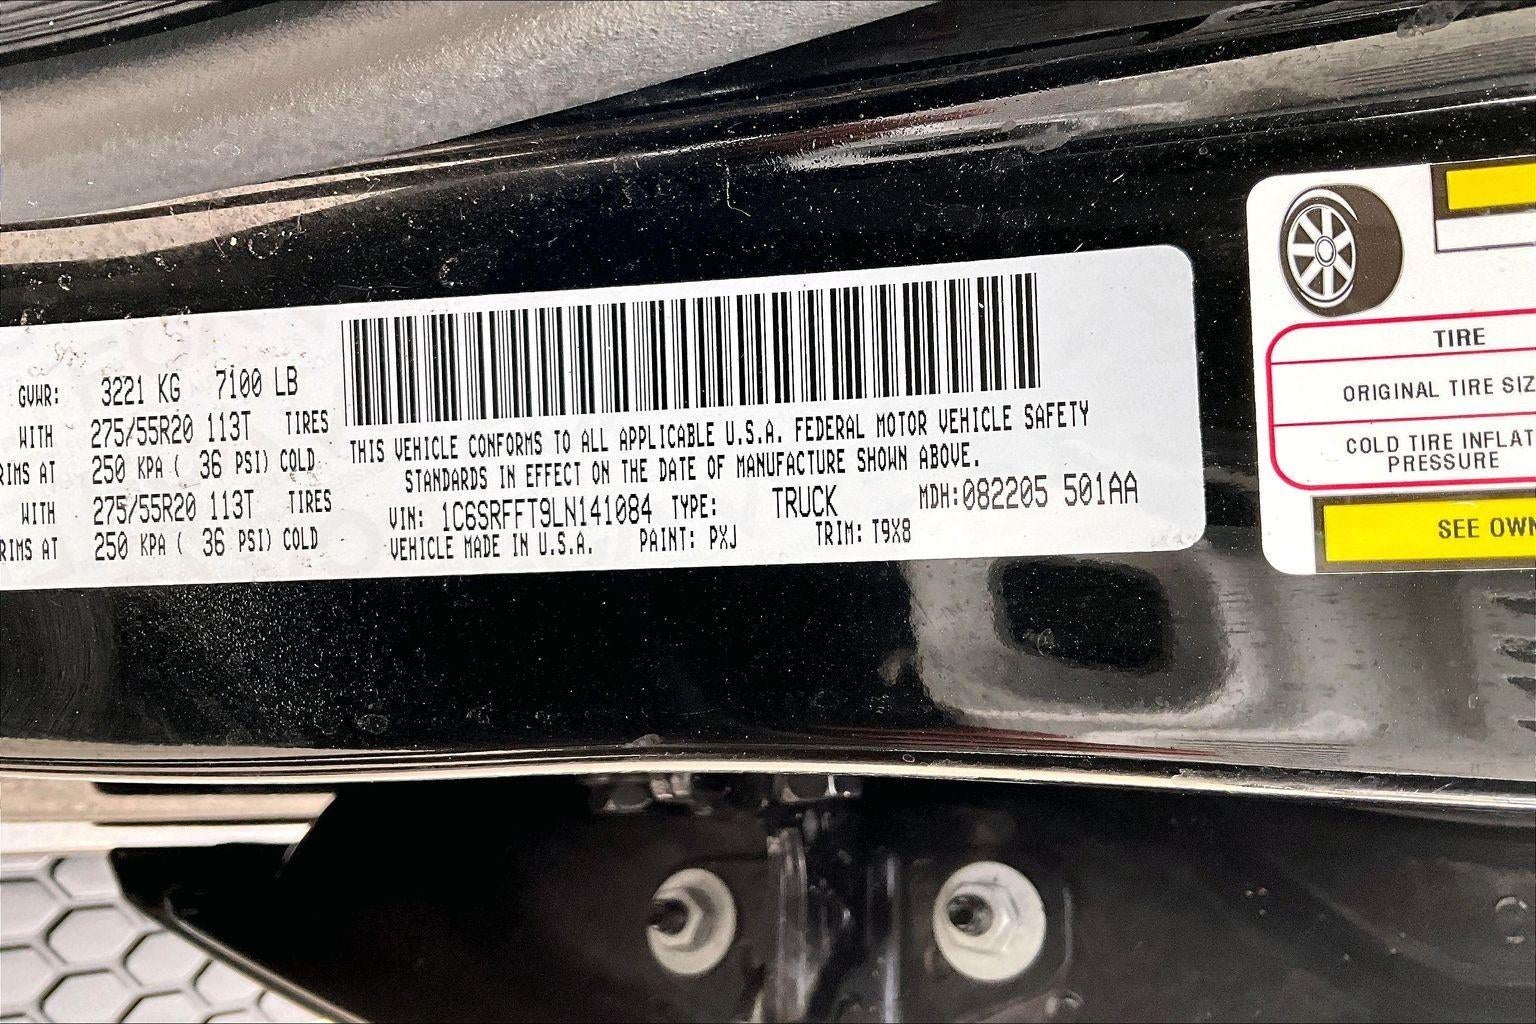 GVWR: 3221 KG 7100 LB
WITH 275/55R20 113T TIRES
RIMS AT 250 KPA ( 36 PSI) COLD
WITH 275/55R20 113T TIRES
RIMS AT 250 KPA ( 36 PSI) COLD
THIS VEHICLE CONFORMS TO ALL APPLICABLE U.S.A. FEDERAL MOTOR VEHICLE SAFETY
STANDARDS IN EFFECT ON THE DATE OF MANUFACTURE SHOWN ABOVE.
VIN: 1C6SRFFT9LN141084 TYPE: TRUCK MDH:082205 501AA
VEHICLE MADE IN U.S.A. PAINT: PXJ TRIM: T9X8
TIRE
ORIGINAL TIRE SIZ
COLD TIRE INFLAT
PRESSURE
SEE OWN